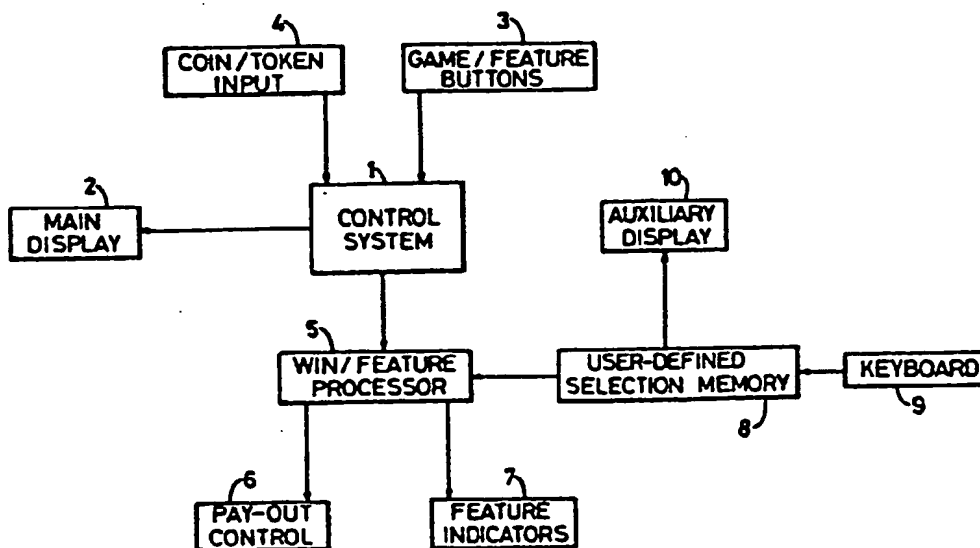 4
COIN/TOKEN
INPUT
3
GAME/FEATURE
BUTTONS
1
CONTROL
SYSTEM
2
MAIN
DISPLAY
10
AUXILIARY
DISPLAY
5
WIN/FEATURE
PROCESSOR
USER-DEFINED
SELECTION MEMORY
8
KEYBOARD
9
6
PAY-OUT
CONTROL
7
FEATURE
INDICATORS